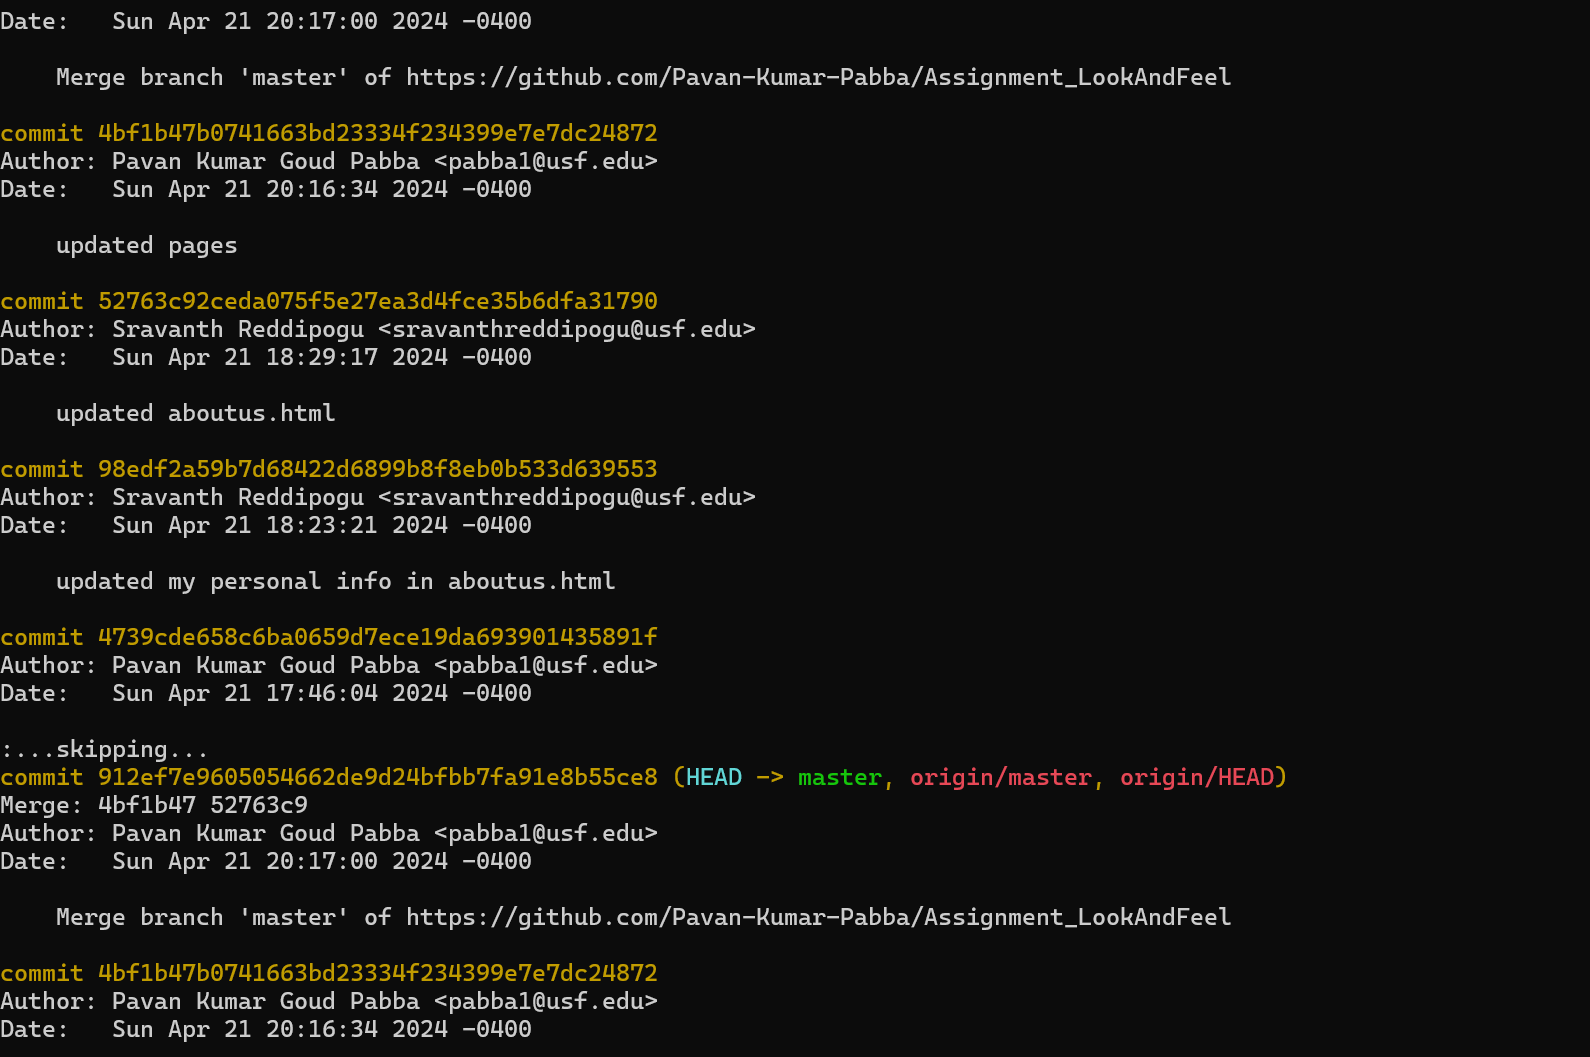 Date:   Sun Apr 21 20:17:00 2024 -0400
    Merge branch 'master' of https://github.com/Pavan-Kumar-Pabba/Assignment_LookAndFeel
commit 4bf1b47b0741663bd23334f234399e7e7dc24872
Author: Pavan Kumar Goud Pabba <pabba1@usf.edu>
Date:   Sun Apr 21 20:16:34 2024 -0400
    updated pages
commit 52763c92ceda075f5e27ea3d4fce35b6dfa31790
Author: Sravanth Reddipogu <sravanthreddipogu@usf.edu>
Date:   Sun Apr 21 18:29:17 2024 -0400
    updated aboutus.html
commit 98edf2a59b7d68422d6899b8f8eb0b533d639553
Author: Sravanth Reddipogu <sravanthreddipogu@usf.edu>
Date:   Sun Apr 21 18:23:21 2024 -0400
    updated my personal info in aboutus.html
commit 4739cde658c6ba0659d7ece19da693901435891f
Author: Pavan Kumar Goud Pabba <pabba1@usf.edu>
Date:   Sun Apr 21 17:46:04 2024 -0400
:...skipping...
commit 912ef7e9605054662de9d24bfbb7fa91e8b55ce8 (HEAD -> master, origin/master, origin/HEAD)
Merge: 4bf1b47 52763c9
Author: Pavan Kumar Goud Pabba <pabba1@usf.edu>
Date:   Sun Apr 21 20:17:00 2024 -0400
    Merge branch 'master' of https://github.com/Pavan-Kumar-Pabba/Assignment_LookAndFeel
commit 4bf1b47b0741663bd23334f234399e7e7dc24872
Author: Pavan Kumar Goud Pabba <pabba1@usf.edu>
Date:   Sun Apr 21 20:16:34 2024 -0400